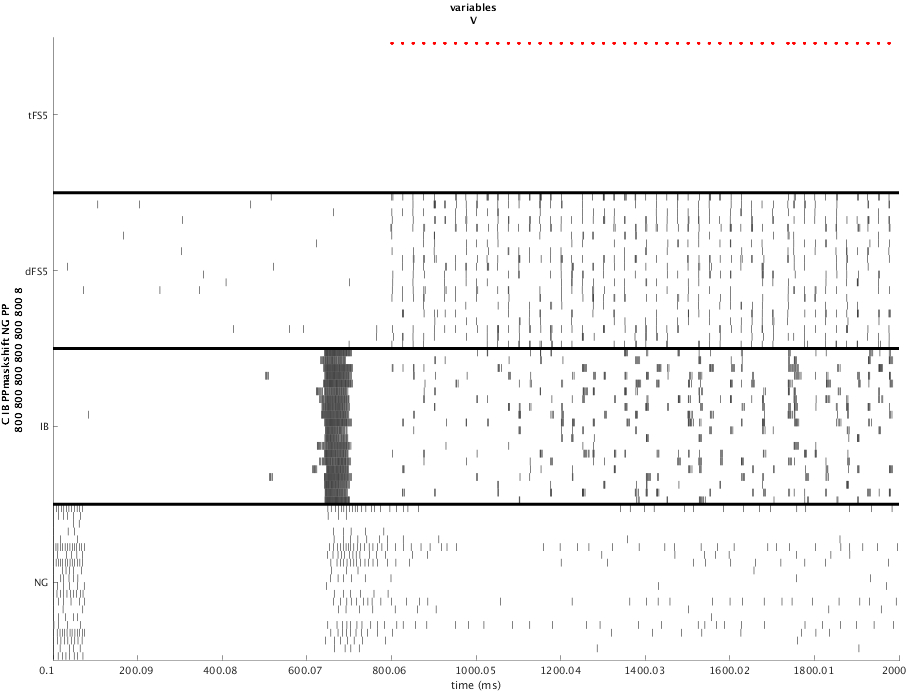 variables
V
tFS5
dFS5
IB
NG
C IB PPmaskshift NG PP
800 800 800 800 800 800 800 8
0.1
200.09
400.08
600.07
800.06
1000.05
1200.04
1400.03
1600.02
1800.01
2000
time (ms)